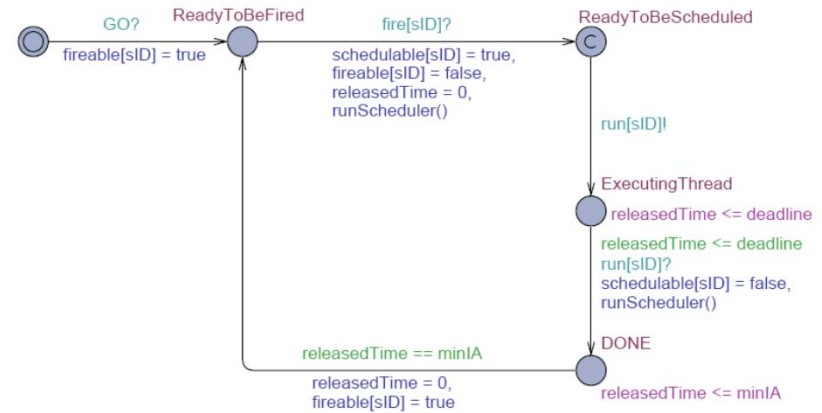 GO?
fireable[sID] = true
ReadyToBeFired
fire[sID]?
schedulable[sID] = true,
fireable[sID] = false,
releasedTime = 0,
runScheduler()
ReadyToBeScheduled
C
run[sID]!
ExecutingThread
releasedTime <= deadline
releasedTime <= deadline
run[sID]?
schedulable[sID] = false,
runScheduler()
DONE
releasedTime <= minIA
releasedTime == minIA
releasedTime = 0,
fireable[sID] = true